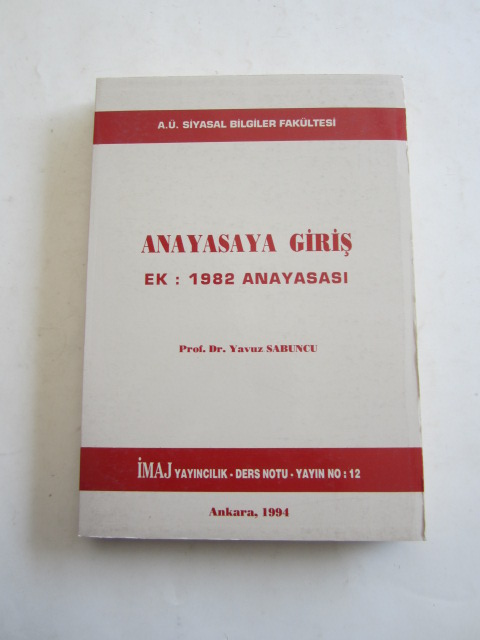 A.Ü. SİYASAL BİLGİLER FAKÜLTESİ
ANAYASAYA GİRİŞ
EK : 1982 ANAYASASI
Prof. Dr. Yavuz SABUNCU
İMAJ YAYINCILIK - DERS NOTU - YAYIN NO : 12
Ankara, 1994